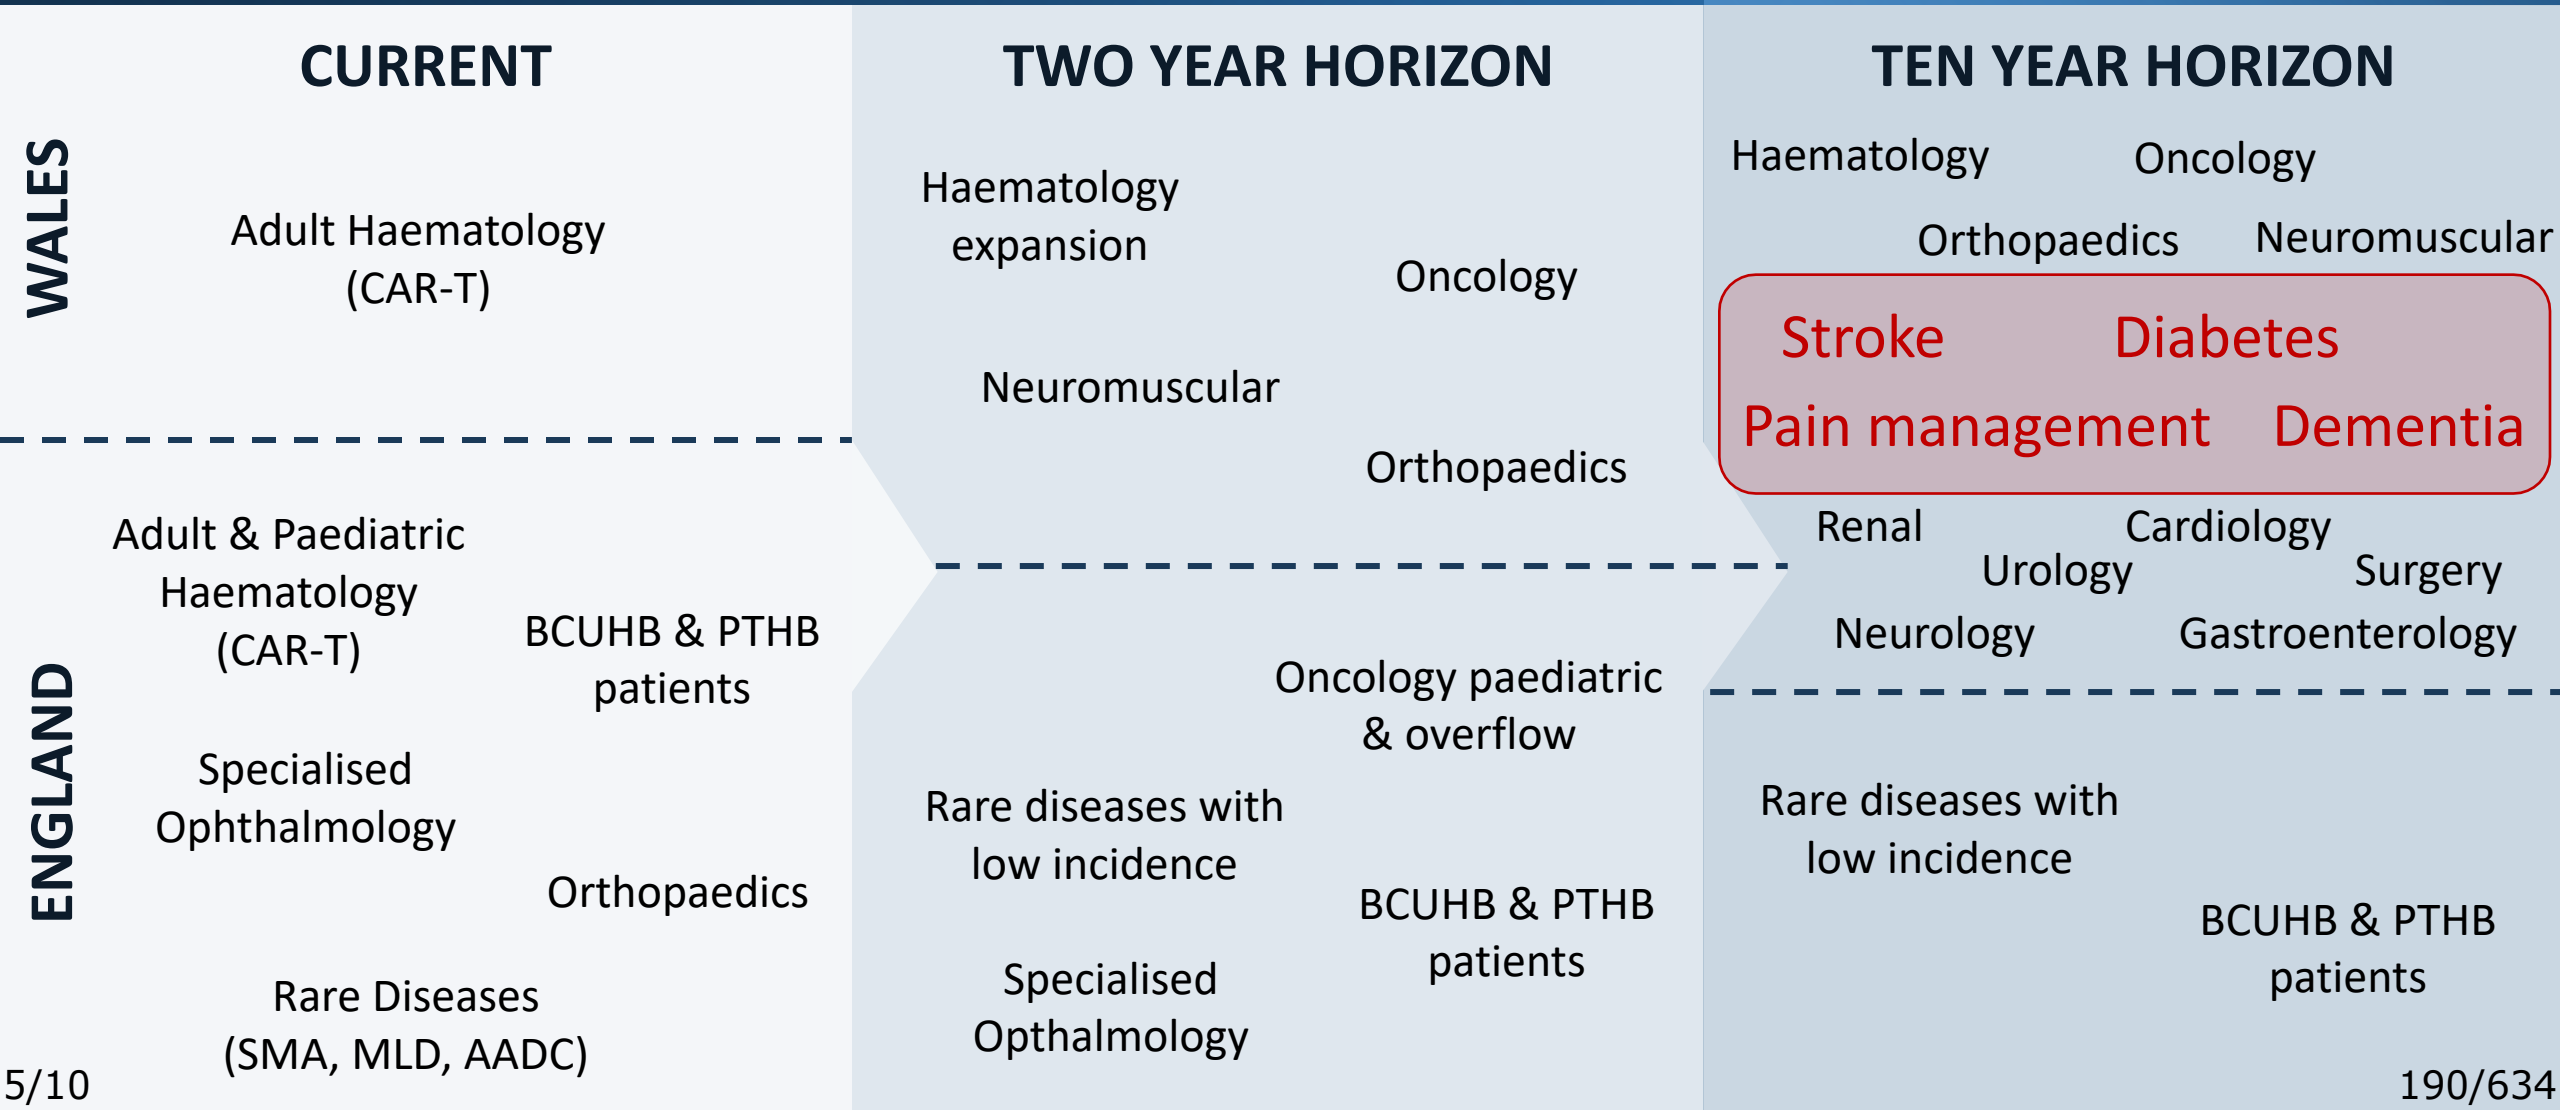 CURRENT
TWO YEAR HORIZON
TEN YEAR HORIZON
WALES
Adult Haematology
(CAR-T)
Haematology
expansion
Oncology
Neuromuscular
Orthopaedics
Haematology
Oncology
Orthopaedics
Neuromuscular
Stroke
Diabetes
Pain management
Dementia
Renal
Cardiology
Urology
Surgery
Neurology
Gastroenterology
ENGLAND
Adult & Paediatric
Haematology
(CAR-T)
BCUHB & PTHB
patients
Specialised
Ophthalmology
Orthopaedics
Rare Diseases
(SMA, MLD, AADC)
Oncology paediatric
& overflow
Rare diseases with
low incidence
BCUHB & PTHB
patients
Specialised
Opthalmology
Rare diseases with
low incidence
BCUHB & PTHB
patients
5/10
190/634